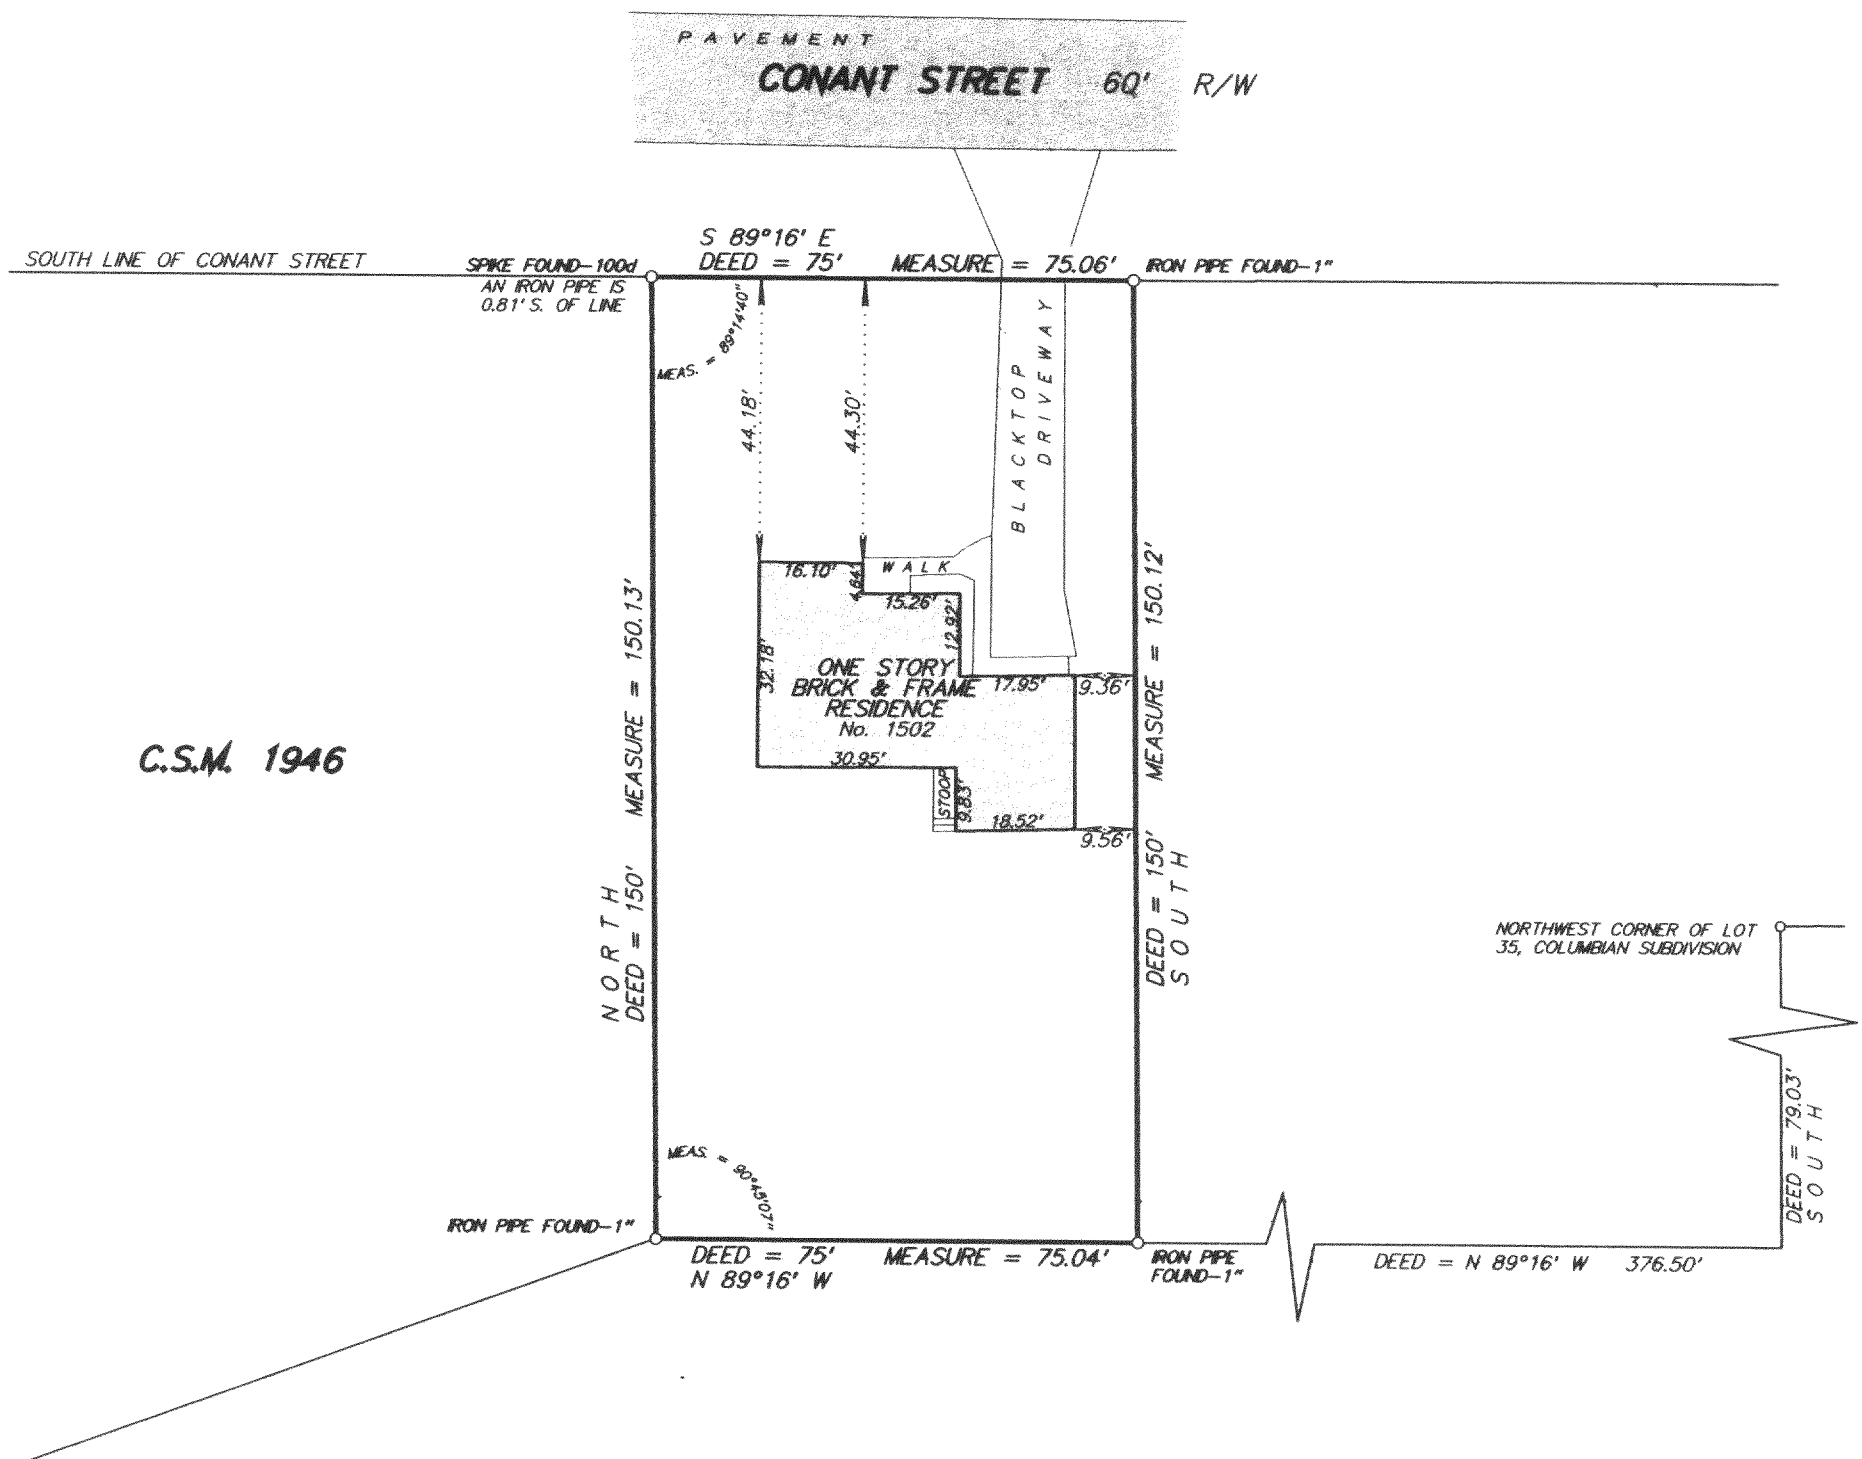 PAVEMENT
CONANT STREET 60' R/W
S 89°16' E
SOUTH LINE OF CONANT STREET
SPIKE FOUND-100d
DEED = 75' MEASURE = 75.06'
IRON PIPE FOUND-1"
AN IRON PIPE IS
0.81' S. OF LINE
MEAS. = 89°14'40"
44.18'
44.30'
BLACKTOP
DRIVEWAY
WALK
16.10'
4.64'
15.26'
12.92'
32.18'
ONE STORY
BRICK & FRAME
RESIDENCE
No. 1502
17.95'
9.36'
30.95'
STOOP
9.83'
18.52'
9.56'
C.S.M. 1946
NORTH
DEED = 150' MEASURE = 150.13'
DEED = 150' MEASURE = 150.12'
SOUTH
NORTHWEST CORNER OF LOT
35, COLUMBIAN SUBDIVISION
DEED = 79.03'
SOUTH
MEAS. = 90°45'07"
IRON PIPE FOUND-1"
DEED = 75' MEASURE = 75.04'
N 89°16' W
IRON PIPE
FOUND-1"
DEED = N 89°16' W 376.50'